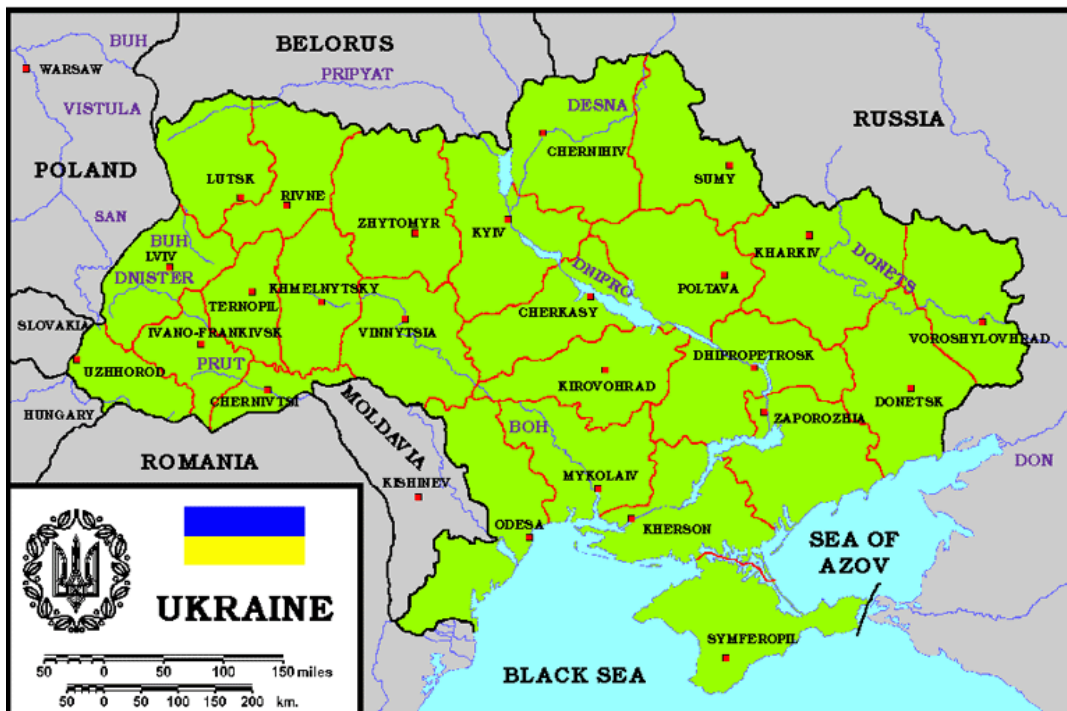 BUH
BELORUS
WARSAW
PRIPYAT
VISTULA
DESNA
RUSSIA
CHERNIHIV
POLAND
SUMY
LUTSK
RIVNE
SAN
ZHYTOMYR
KYIV
BUH
KHARKIV
LVIV
DNISTER
DNIPRO
DONETS
KHMELNYTSKY
POLTAVA
TERNOPIL
CHERKASY
SLOVAKIA
IVANO-FRANKIVSK
VINNYTSIA
VOROSHYLOVHRAD
PRUT
DHIPROPETROSK
UZHHOROD
KIROVOHRAD
CHERNIVTSI
DONETSK
HUNGARY
MOLDAVIA
ZAPOROZHIA
BOH
ROMANIA
DON
MYKOLAIV
KISHINEV
ODESA
KHERSON
SEA OF
AZOV
UKRAINE
SYMFEROPIL
BLACK SEA
50 0 50 100 150 miles
50 0 50 100 150 200 km.